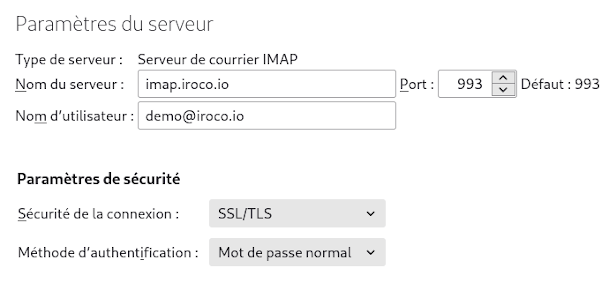 Paramètres du serveur
Type de serveur : Serveur de courrier IMAP
Nom du serveur : imap.iroco.io Port : 993 Défaut : 993
Nom d’utilisateur : demo@iroco.io
Paramètres de sécurité
Sécurité de la connexion : SSL/TLS
Méthode d’authentification : Mot de passe normal